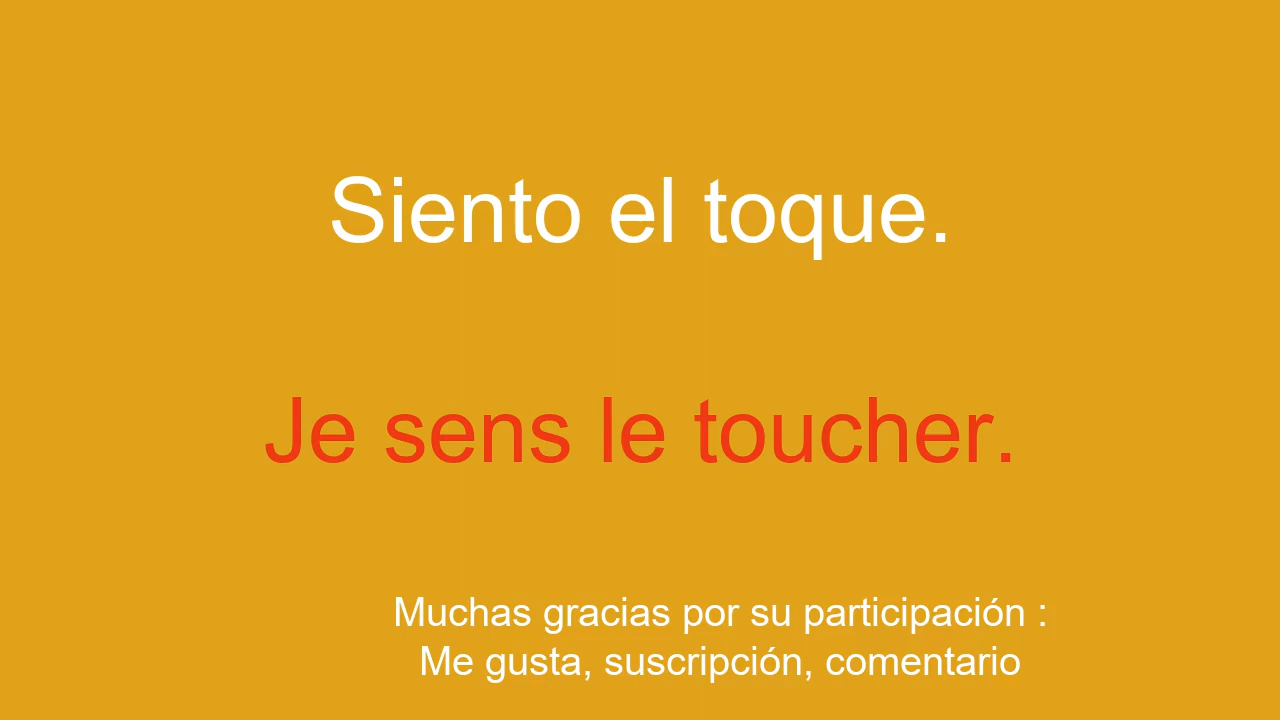 Siento el toque.
Je sens le toucher.
Muchas gracias por su participación :
Me gusta, suscripción, comentario